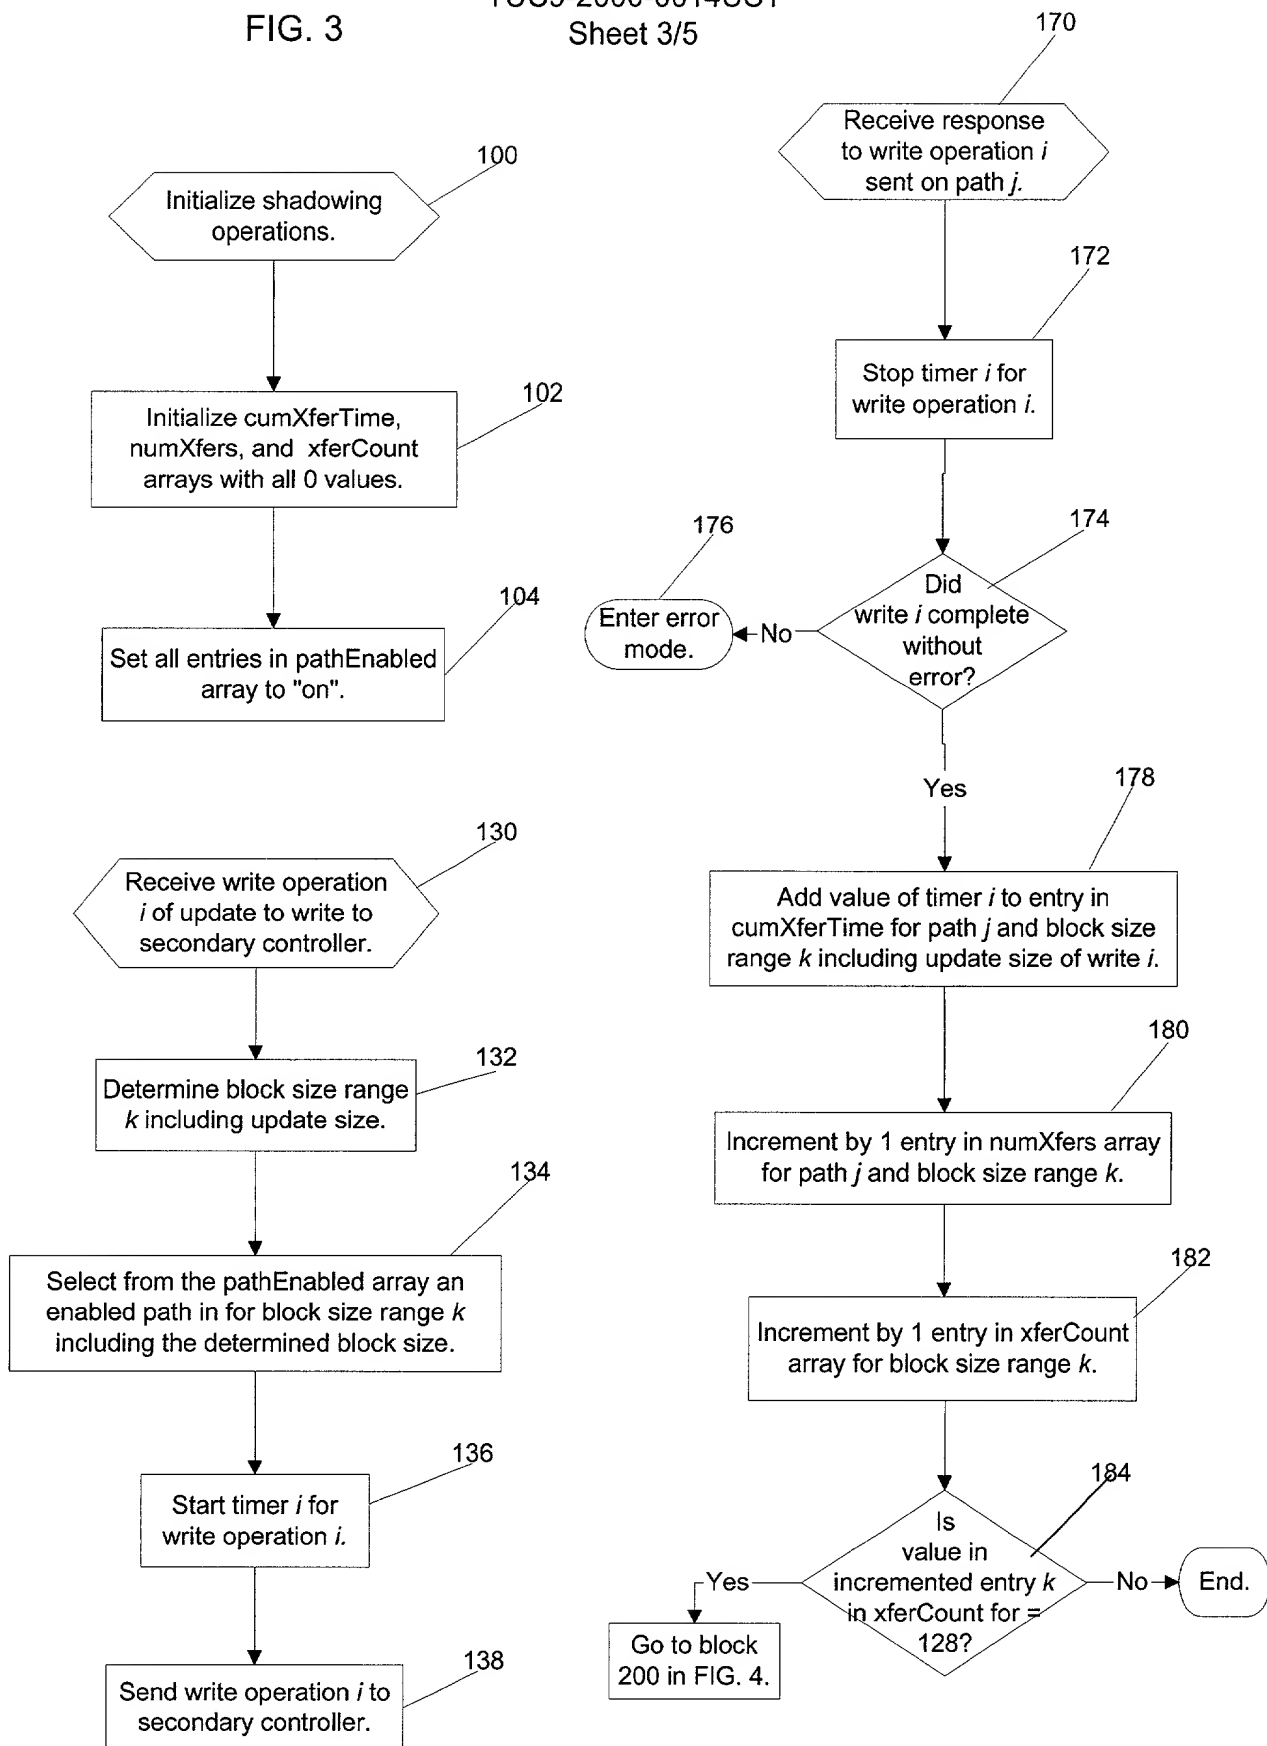 FIG. 3
Sheet 3/5
100
Initialize shadowing
operations.
102
Initialize cumXferTime,
numXfers, and xferCount
arrays with all 0 values.
104
Set all entries in pathEnabled
array to "on".
130
Receive write operation
i of update to write to
secondary controller.
132
Determine block size range
k including update size.
134
Select from the pathEnabled array an
enabled path in for block size range k
including the determined block size.
136
Start timer i for
write operation i.
138
Send write operation i to
secondary controller.
170
Receive response
to write operation i
sent on path j.
172
Stop timer i for
write operation i.
174
Did
write i complete
without
error?
No
176
Enter error
mode.
Yes
178
Add value of timer i to entry in
cumXferTime for path j and block size
range k including update size of write i.
180
Increment by 1 entry in numXfers array
for path j and block size range k.
182
Increment by 1 entry in xferCount
array for block size range k.
184
Is
value in
incremented entry k
in xferCount for =
128?
Yes
No
End.
Go to block
200 in FIG. 4.